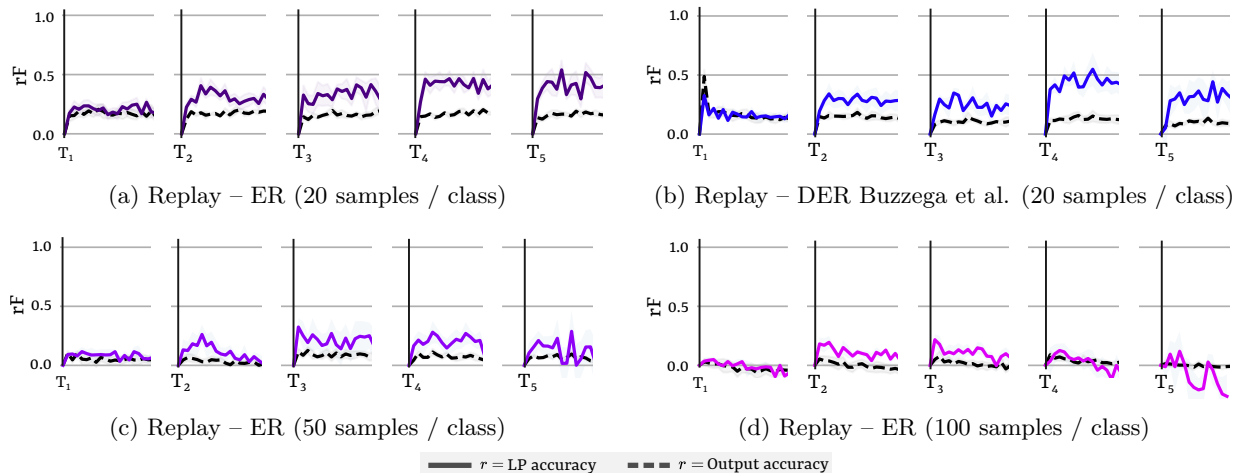 1.0
rF
0.5
0.0
T1 T2 T3 T4 T5
(a) Replay – ER (20 samples / class)
1.0
rF
0.5
0.0
T1 T2 T3 T4 T5
(b) Replay – DER Buzzega et al. (20 samples / class)
1.0
rF
0.5
0.0
T1 T2 T3 T4 T5
(c) Replay – ER (50 samples / class)
1.0
rF
0.5
0.0
T1 T2 T3 T4 T5
(d) Replay – ER (100 samples / class)
r = LP accuracy r = Output accuracy